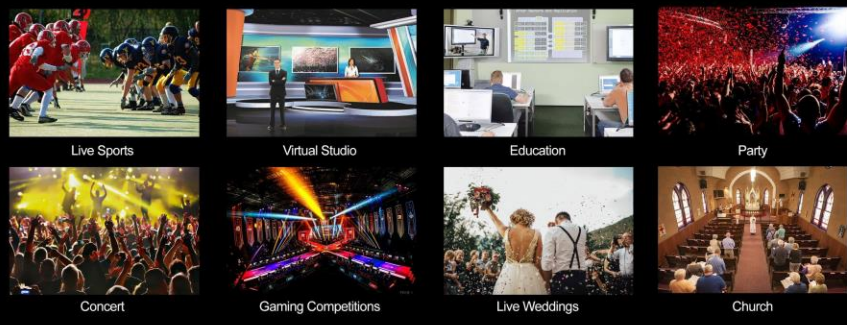 Live Sports
Virtual Studio
Education
Party
Concert
Gaming Competitions
Live Weddings
Church